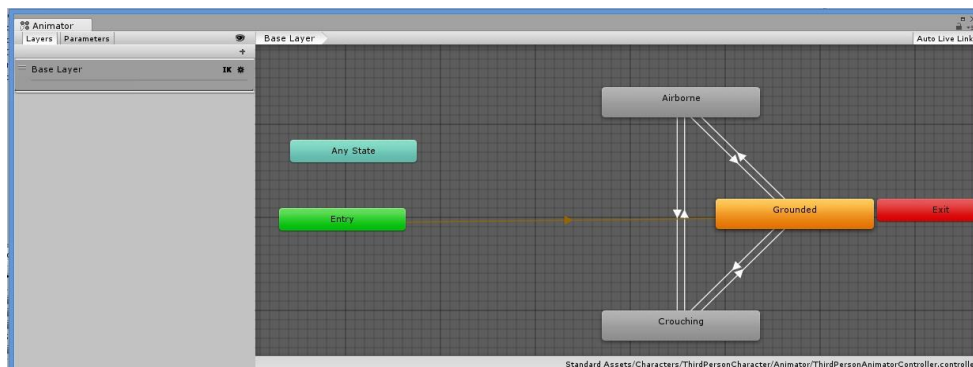 Animator
Layers Parameters
Base Layer
Auto Live Link
Base Layer IK
Airborne
Any State
Entry
Grounded
Exit
Crouching
Standard Assets/Characters/ThirdPersonCharacter/Animator/ThirdPersonAnimatorController.controlle